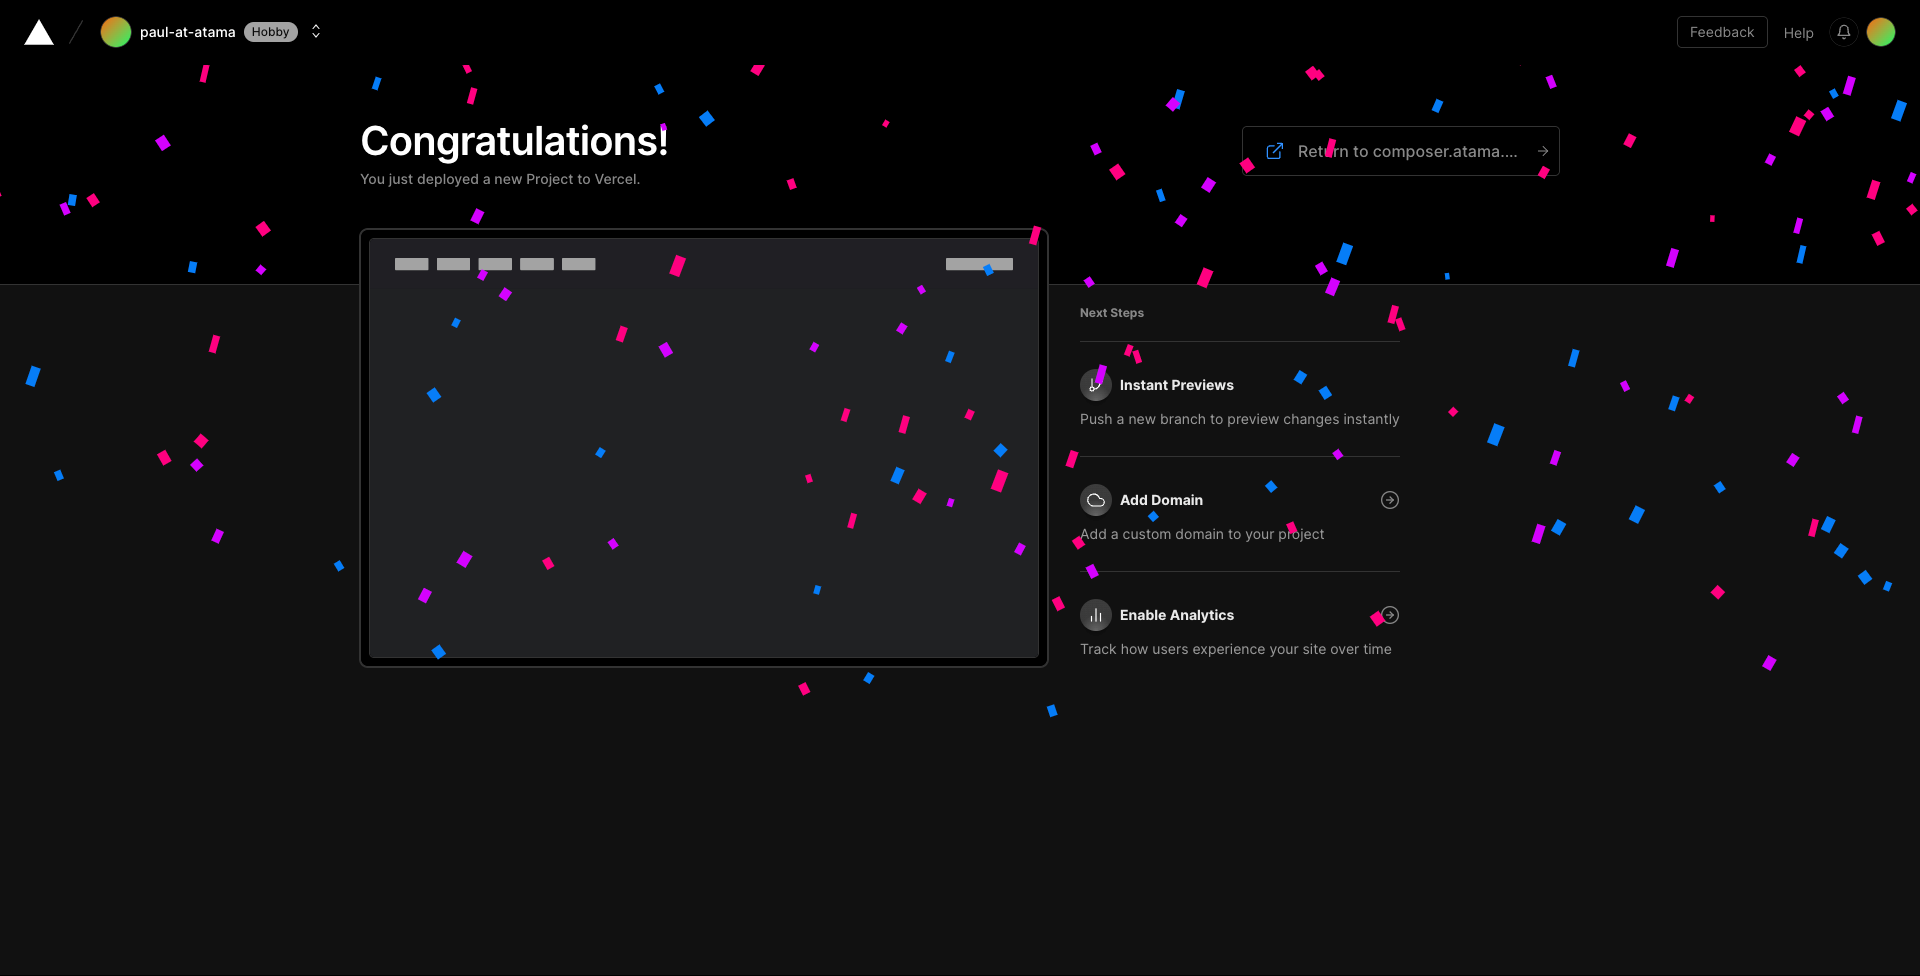 paul-at-atama Hobby
Feedback
Help
Congratulations!
You just deployed a new Project to Vercel.
Return to composer.atama....
Next Steps
Instant Previews
Push a new branch to preview changes instantly
Add Domain
Add a custom domain to your project
Enable Analytics
Track how users experience your site over time